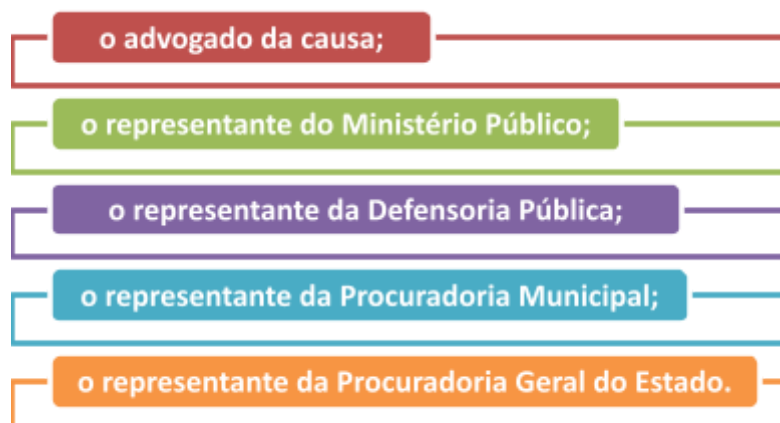 o advogado da causa;
o representante do Ministério Público;
o representante da Defensoria Pública;
o representante da Procuradoria Municipal;
o representante da Procuradoria Geral do Estado.